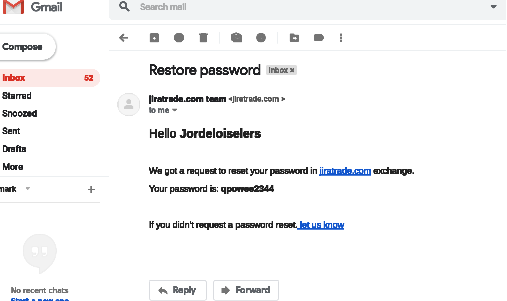 Gmail
Search mail
Compose
Inbox 52
Starred
Snoozed
Sent
Drafts
More
mark
No recent chats
Start a new one
Restore password Inbox x
jiratrade.com team <jiratrade.com >
to me
Hello Jordeloiselers
We got a request to reset your password in jiratrade.com exchange.
Your password is: qpowee2344
If you didn't request a password reset, let us know
Reply Forward